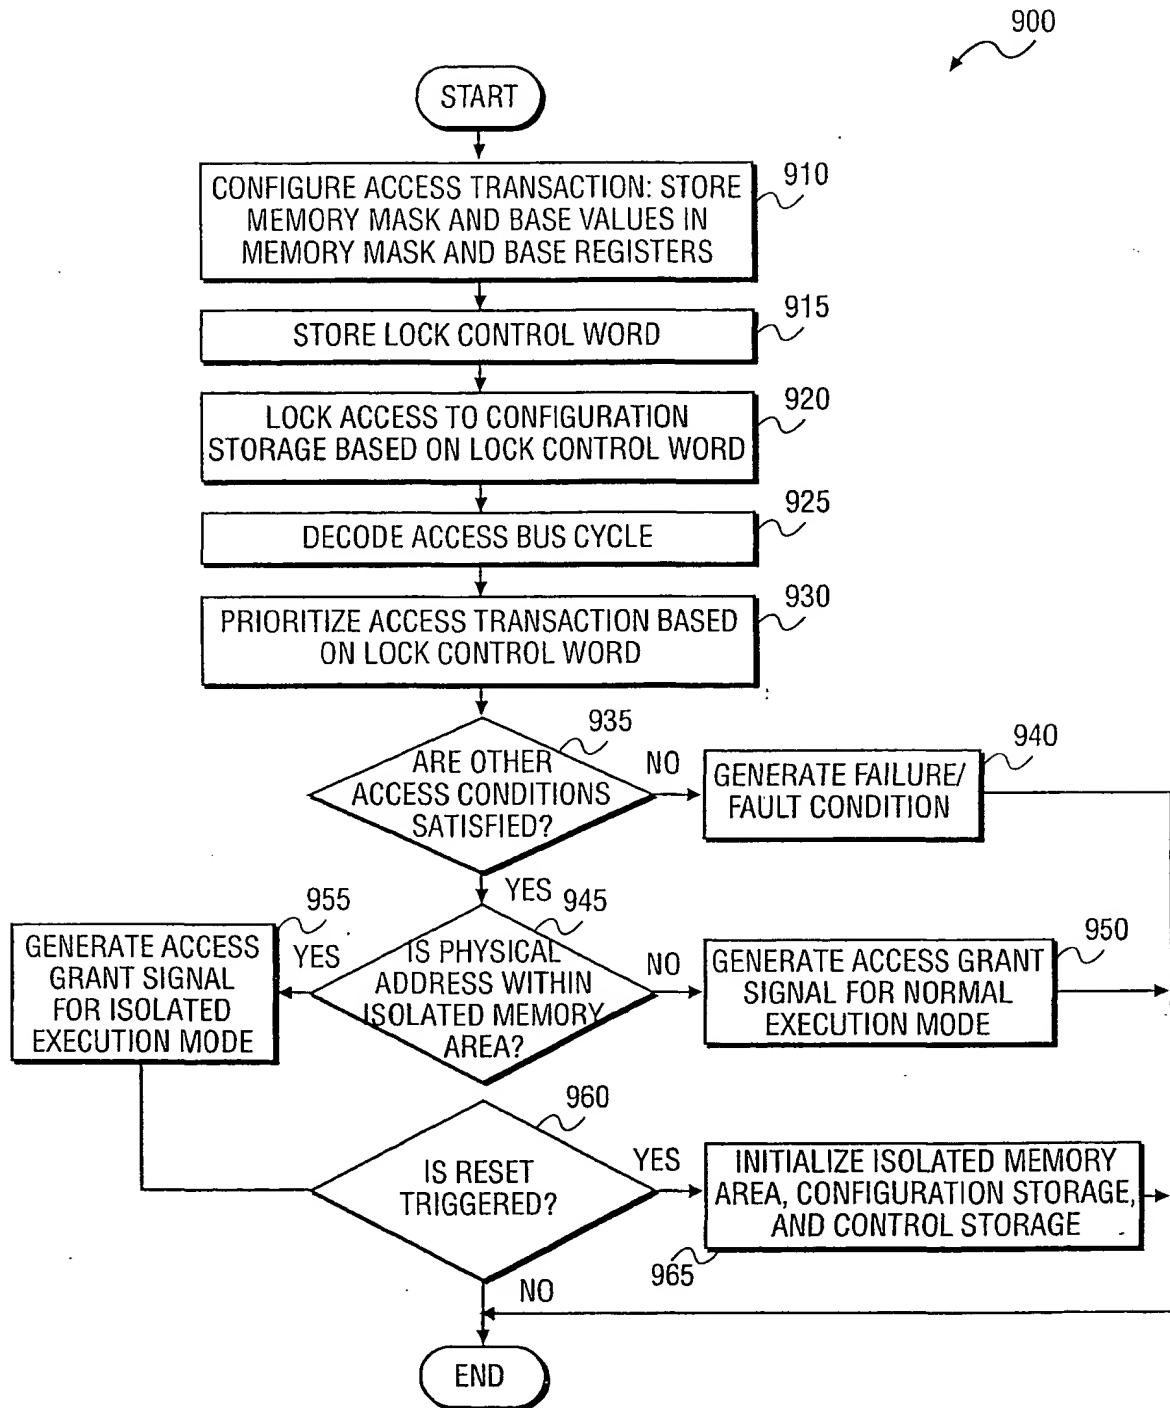 900
START
CONFIGURE ACCESS TRANSACTION: STORE
MEMORY MASK AND BASE VALUES IN
MEMORY MASK AND BASE REGISTERS
910
STORE LOCK CONTROL WORD
915
LOCK ACCESS TO CONFIGURATION
STORAGE BASED ON LOCK CONTROL WORD
920
DECODE ACCESS BUS CYCLE
925
PRIORITIZE ACCESS TRANSACTION BASED
ON LOCK CONTROL WORD
930
ARE OTHER
ACCESS CONDITIONS
SATISFIED?
935
NO
GENERATE FAILURE/
FAULT CONDITION
940
YES
IS PHYSICAL
ADDRESS WITHIN
ISOLATED MEMORY
AREA?
945
YES
GENERATE ACCESS
GRANT SIGNAL
FOR ISOLATED
EXECUTION MODE
955
NO
GENERATE ACCESS GRANT
SIGNAL FOR NORMAL
EXECUTION MODE
950
IS RESET
TRIGGERED?
960
YES
INITIALIZE ISOLATED MEMORY
AREA, CONFIGURATION STORAGE,
AND CONTROL STORAGE
965
NO
END